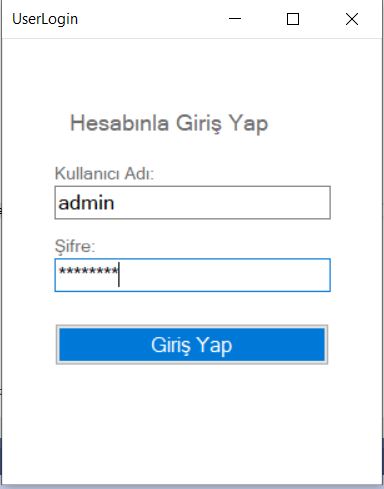 UserLogin
Hesabınla Giriş Yap
Kullanıcı Adı:
admin
Şifre:
********
Giriş Yap